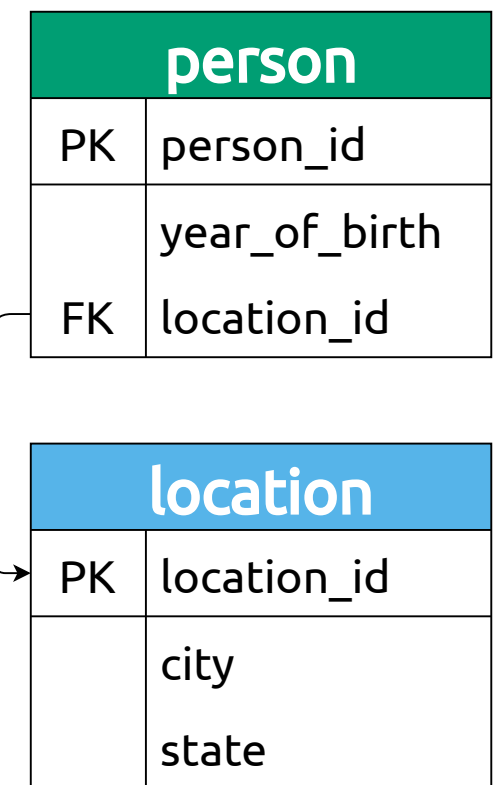 person
PK person_id
year_of_birth
FK location_id
location
PK location_id
city
state